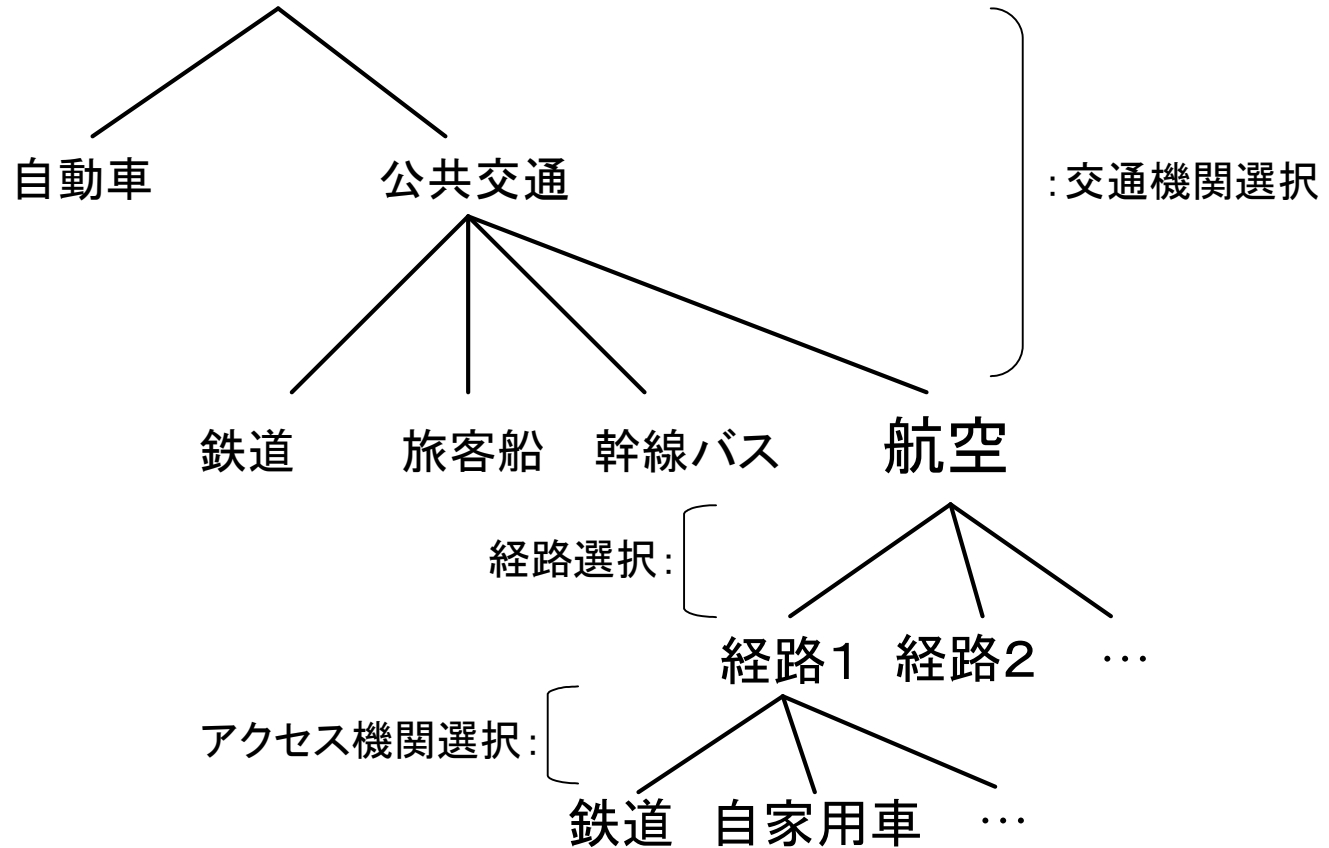 自動車
公共交通
:交通機関選択
鉄道
旅客船
幹線バス
航空
経路選択:
経路1
経路2
…
アクセス機関選択:
鉄道
自家用車
…